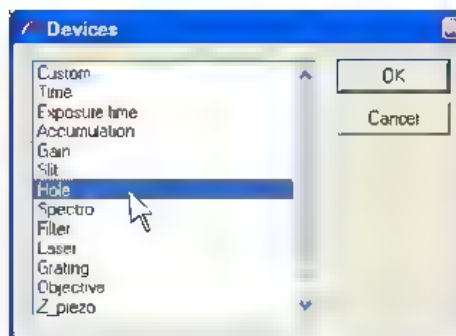 Devices
Custom
Time
Exposure time
Accumulation
Gain
Slit
Hole
Spectro
Filter
Laser
Grating
Objective
Z_piezo
OK
Cancel